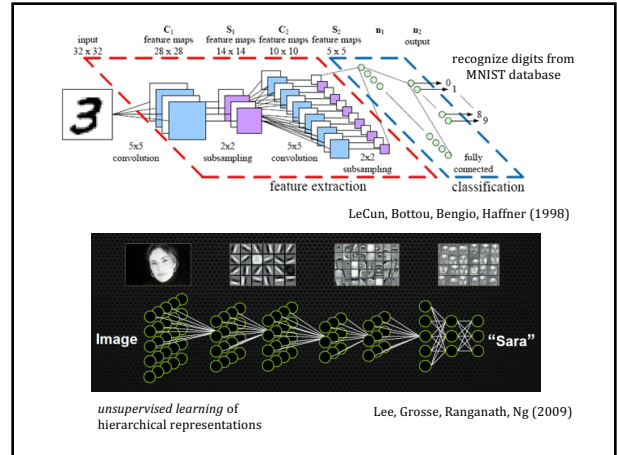 C1 S1 C2 S2 n1 n2
input feature maps feature maps feature maps feature maps output
32 x 32 28 x 28 14 x 14 10 x 10 5 x 5
recognize digits from
MNIST database
0
1
8
9
3
5x5
convolution
2x2
subsampling
5x5
convolution
2x2
subsampling
fully
connected
feature extraction
classification
LeCun, Bottou, Bengio, Haffner (1998)
Image
“Sara”
unsupervised learning of
hierarchical representations
Lee, Grosse, Ranganath, Ng (2009)